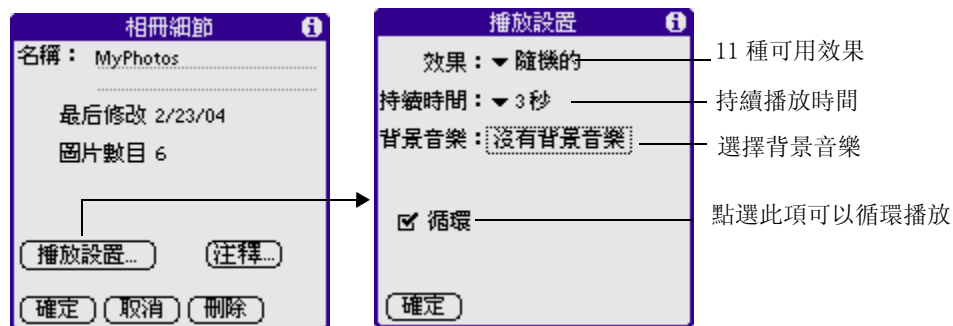 相冊細節
名稱： MyPhotos
最后修改 2/23/04
圖片數目 6
播放設置...
注釋...
確定
取消
刪除
播放設置
效果： 隨機的
持續時間： 3 秒
背景音樂： 沒有背景音樂
循環
確定
11 種可用效果
持續播放時間
選擇背景音樂
點選此項可以循環播放